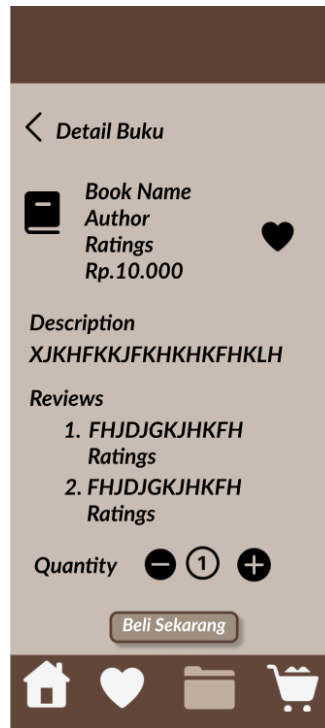 Detail Buku
Book Name
Author
Ratings
Rp.10.000
Description
XJKHFKKJFKHKHKFHKLH
Reviews
1. FHJDJGKJHKFH
Ratings
2. FHJDJGKJHKFH
Ratings
Quantity 1
Beli Sekarang